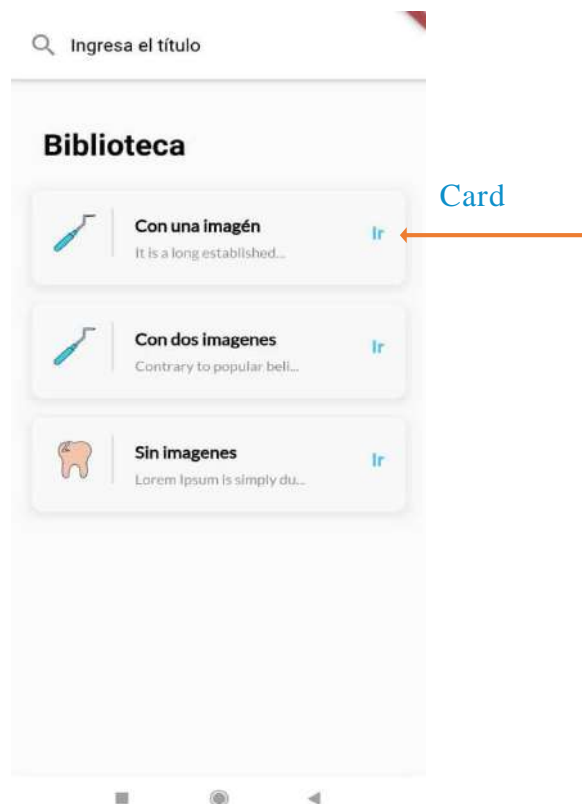 Ingresa el título
Biblioteca
Card
Con una imagén
Ir
It is a long established...
Con dos imagenes
Ir
Contrary to popular beli...
Sin imagenes
Ir
Lorem Ipsum is simply du...